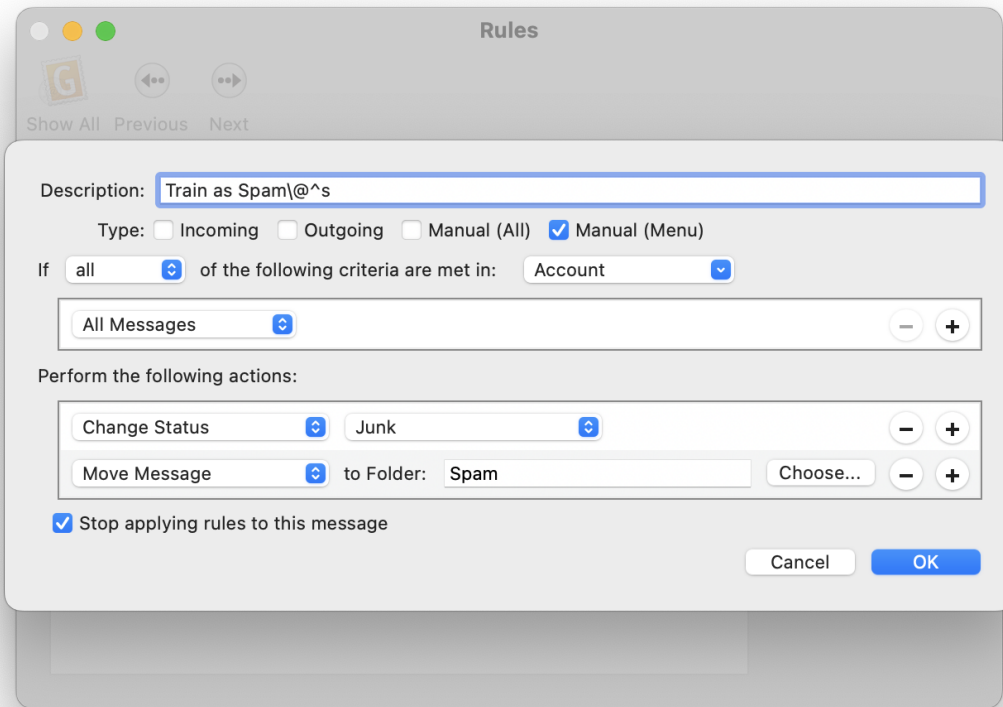 Rules
G
Show All Previous Next
Description: Train as Spam\@^s
Type: Incoming Outgoing Manual (All) Manual (Menu)
If all of the following criteria are met in: Account
All Messages
Perform the following actions:
Change Status Junk
Move Message to Folder: Spam Choose...
Stop applying rules to this message
Cancel OK